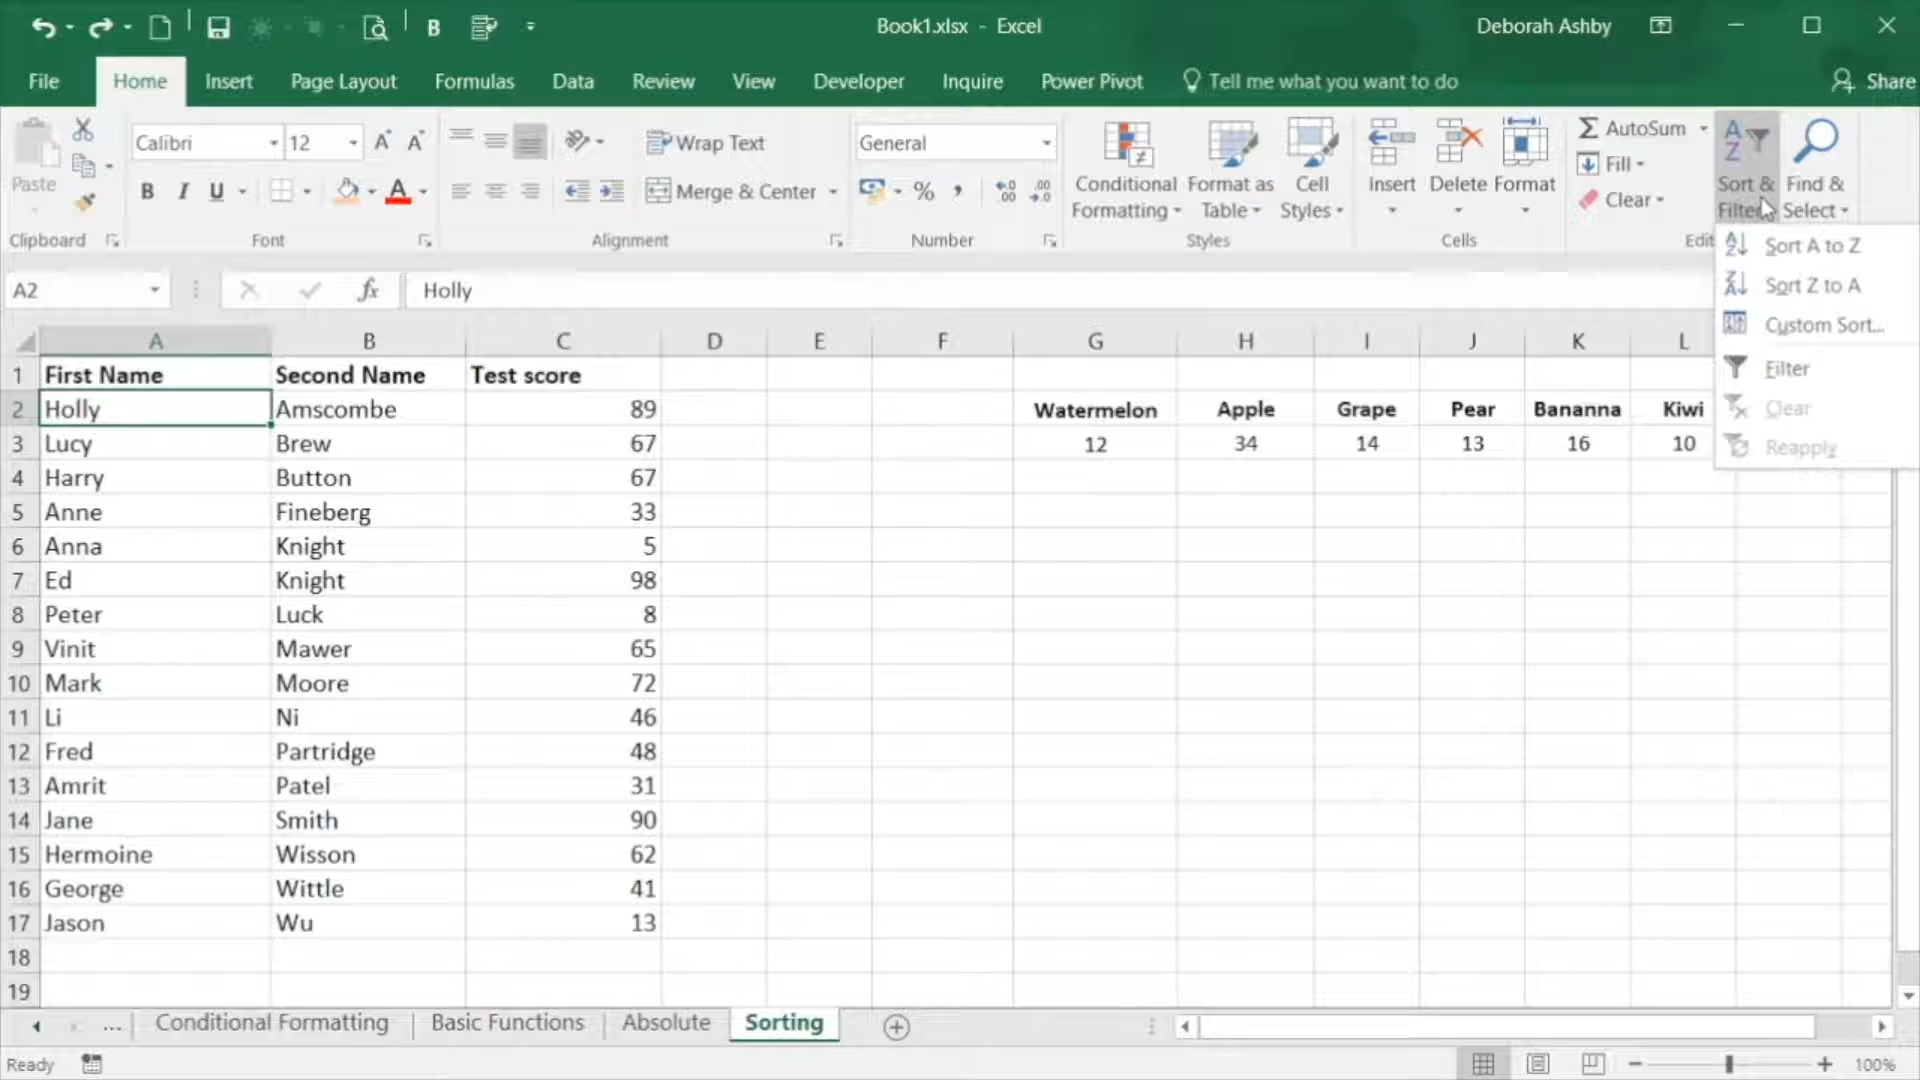 B
Book1.xlsx - Excel
Deborah Ashby
File Home Insert Page Layout Formulas Data Review View Developer Inquire Power Pivot Tell me what you want to do Share
Paste
Clipboard
Calibri 12
B I U A
Font
Wrap Text
Merge & Center
Alignment
General
% ,
Number
Conditional Formatting
Format as Table
Cell Styles
Styles
Insert Delete Format
Cells
AutoSum
Fill
Clear
Sort & Filter
Find & Select
Sort A to Z
Sort Z to A
Custom Sort...
Filter
Clear
Reapply
A2 fx Holly
A B C D E F G H I J K L
1 First Name Second Name Test score
2 Holly Amscombe 89 Watermelon Apple Grape Pear Bananna Kiwi
3 Lucy Brew 67 12 34 14 13 16 10
4 Harry Button 67
5 Anne Fineberg 33
6 Anna Knight 5
7 Ed Knight 98
8 Peter Luck 8
9 Vinit Mawer 65
10 Mark Moore 72
11 Li Ni 46
12 Fred Partridge 48
13 Amrit Patel 31
14 Jane Smith 90
15 Hermoine Wisson 62
16 George Wittle 41
17 Jason Wu 13
18
19
... Conditional Formatting Basic Functions Absolute Sorting
Ready 100%